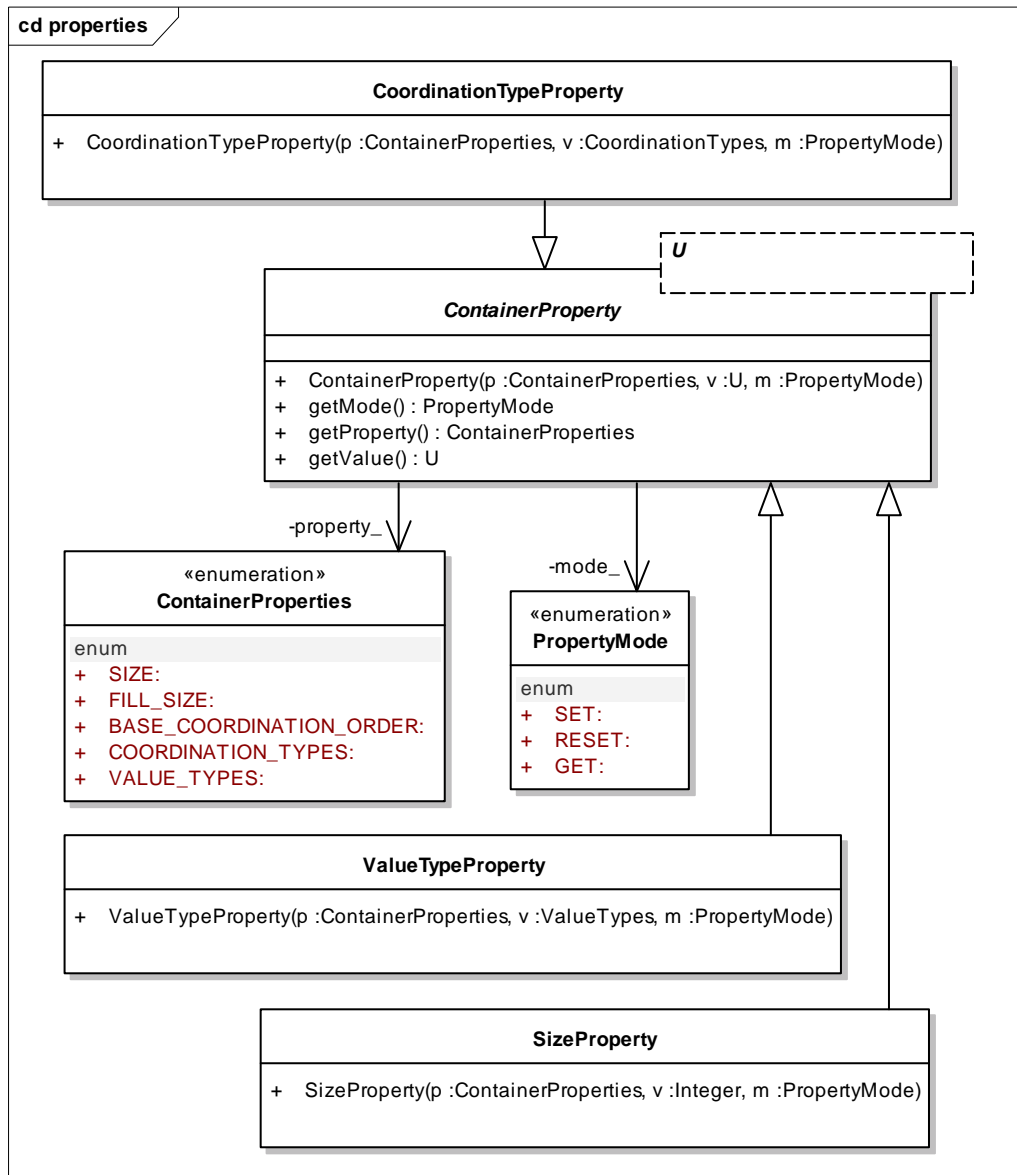 cd properties
CoordinationTypeProperty
+ CoordinationTypeProperty(p :ContainerProperties, v :CoordinationTypes, m :PropertyMode)
U
ContainerProperty
+ ContainerProperty(p :ContainerProperties, v :U, m :PropertyMode)
+ getMode() : PropertyMode
+ getProperty() : ContainerProperties
+ getValue() : U
-property_
-mode_
«enumeration»
ContainerProperties
enum
+ SIZE:
+ FILL_SIZE:
+ BASE_COORDINATION_ORDER:
+ COORDINATION_TYPES:
+ VALUE_TYPES:
«enumeration»
PropertyMode
enum
+ SET:
+ RESET:
+ GET:
ValueTypeProperty
+ ValueTypeProperty(p :ContainerProperties, v :ValueTypes, m :PropertyMode)
SizeProperty
+ SizeProperty(p :ContainerProperties, v :Integer, m :PropertyMode)